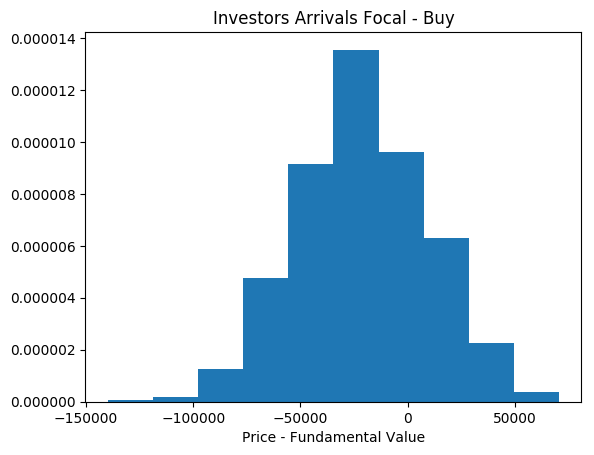 Investors Arrivals Focal - Buy
0.000014
0.000012
0.000010
0.000008
0.000006
0.000004
0.000002
0.000000
−150000 −100000 −50000 0 50000
Price - Fundamental Value